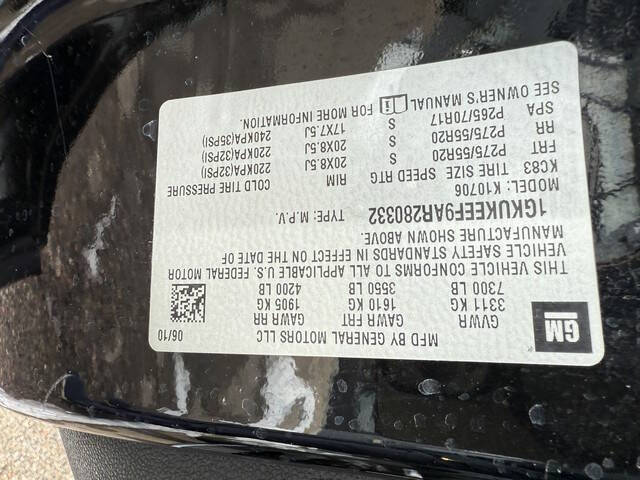 GM
MFD BY GENERAL MOTORS LLC 06/10
GVWR GAWR FRT GAWR RR
3311 KG 1610 KG 1905 KG
7300 LB 3550 LB 4200 LB
THIS VEHICLE CONFORMS TO ALL APPLICABLE U.S. FEDERAL MOTOR
VEHICLE SAFETY STANDARDS IN EFFECT ON THE DATE OF
MANUFACTURE SHOWN ABOVE.
1GKUKEEF9AR280332 TYPE: M.P.V.
MODEL: K10706
KC83 TIRE SIZE SPEED RTG RIM COLD TIRE PRESSURE
FRT P275/55R20 S 20X8.5J 220KPA(32PSI)
RR P275/55R20 S 20X8.5J 220KPA(32PSI)
SPA P265/70R17 S 17X7.5J 240KPA(35PSI)
SEE OWNER'S MANUAL FOR MORE INFORMATION.